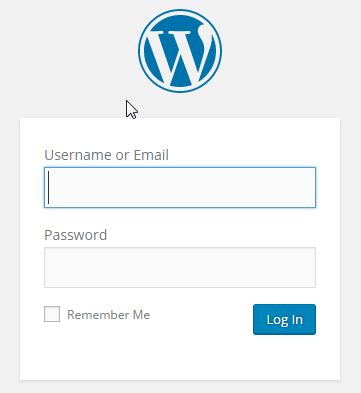 Username or Email
Password
Remember Me
Log In